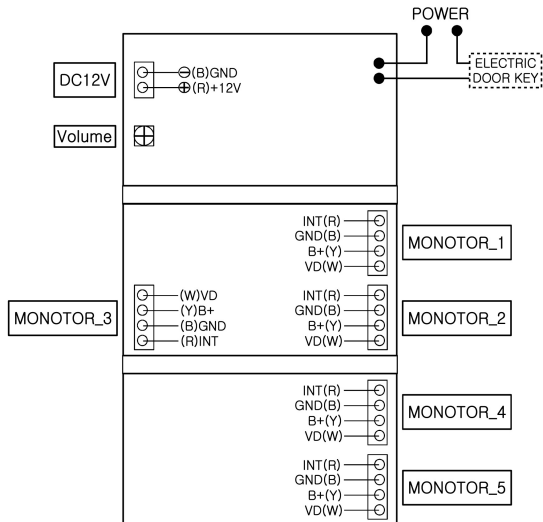 POWER
ELECTRIC
DOOR KEY
DC12V
⊖(B)GND
⊕(R)+12V
Volume
INT(R)
GND(B)
B+(Y)
VD(W)
MONOTOR_1
MONOTOR_3
(W)VD
(Y)B+
(B)GND
(R)INT
INT(R)
GND(B)
B+(Y)
VD(W)
MONOTOR_2
INT(R)
GND(B)
B+(Y)
VD(W)
MONOTOR_4
INT(R)
GND(B)
B+(Y)
VD(W)
MONOTOR_5